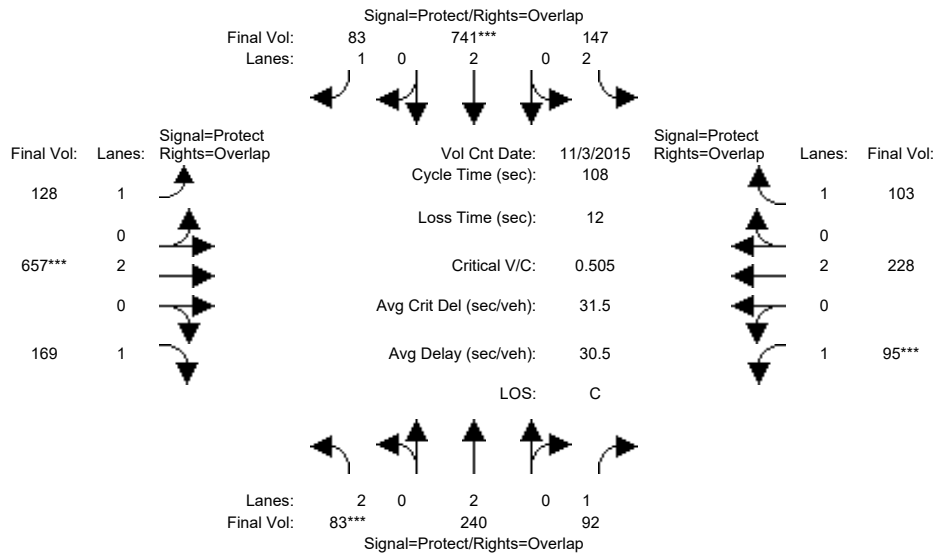 Signal=Protect/Rights=Overlap
Final Vol: 83 741*** 147
Lanes: 1 0 2 0 2
Signal=Protect
Final Vol: Lanes: Rights=Overlap
Vol Cnt Date: 11/3/2015
Signal=Protect
Rights=Overlap Lanes: Final Vol:
Cycle Time (sec): 108
128 1
1 103
Loss Time (sec): 12
0
0
657*** 2
Critical V/C: 0.505
2 228
0
Avg Crit Del (sec/veh): 31.5
0
169 1
Avg Delay (sec/veh): 30.5
1 95***
LOS: C
Lanes: 2 0 2 0 1
Final Vol: 83*** 240 92
Signal=Protect/Rights=Overlap